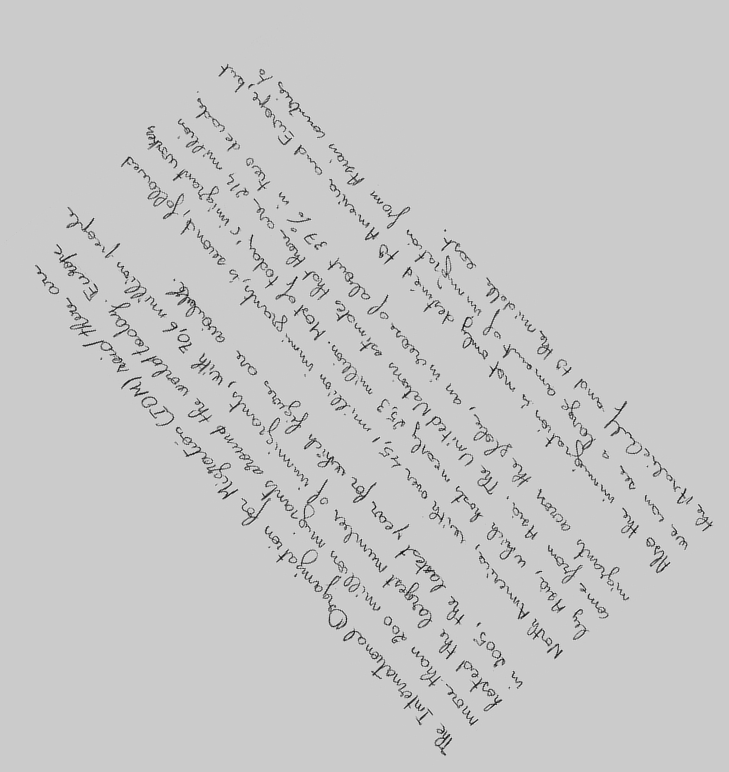 The International Organization for Migration (IOM) said there are
more than 200 million migrants around the world today. Europe
hosted the largest number of immigrants, with 70,6 million people
in 2005, the lastest year for which figures are available.
North America, with over 45,1 million immigrants, is second, followed
by Asia, which hosts nearly 25,3 million. Most of today's imigrant workers
come from Asia. The United Nations estimates that there are 214 million
migrants across the globe, an increase of about 37% in two decades.
Also the immigration is not only destined to America and Europe, but
we can see a large amount of immigration from Asian countries to
the Arabic Gulf and to the middle east.